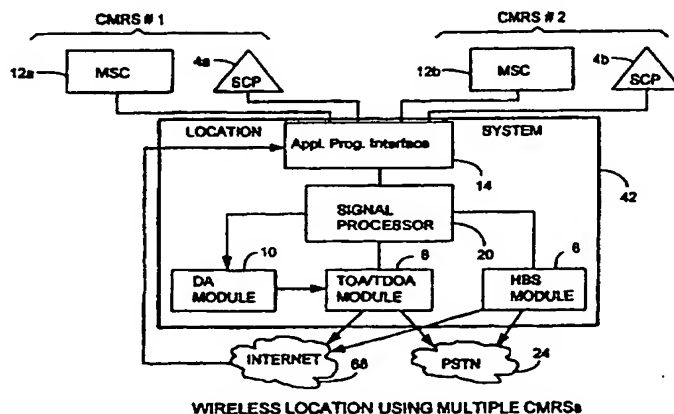 CMRS # 1
CMRS # 2
12a
MSC
4a
SCP
12b
MSC
4b
SCP
LOCATION
Appl. Prog. Interface
SYSTEM
14
42
SIGNAL
PROCESSOR
20
10
DA
MODULE
8
TOA/TDOA
MODULE
6
HBS
MODULE
INTERNET
68
PSTN
24
WIRELESS LOCATION USING MULTIPLE CMRSs